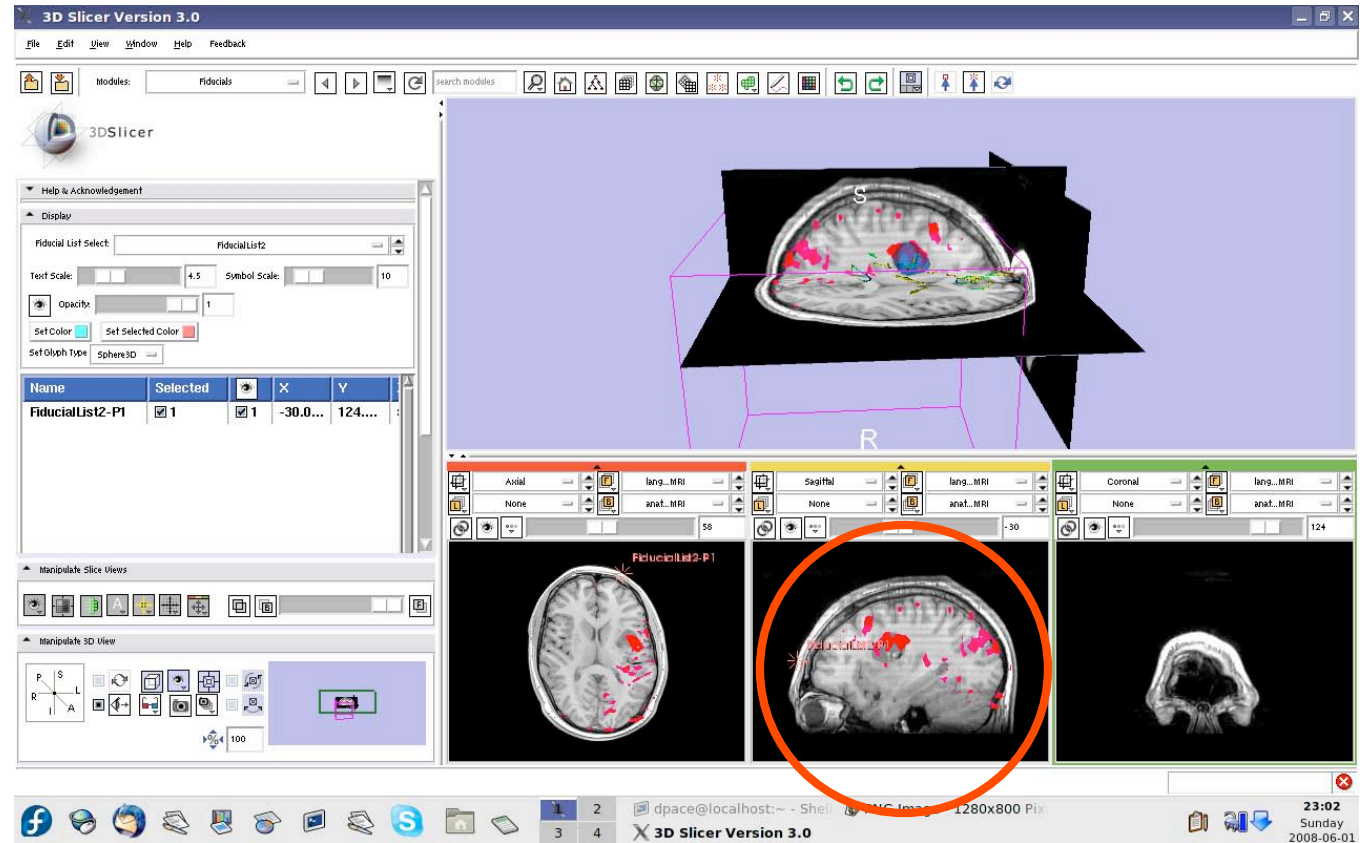 3D Slicer Version 3.0
File Edit View Window Help Feedback
Modules: Fiducials search modules
3DSlicer
Help & Acknowledgement
Display
Fiducial List Select: FiducialList2
Text Scale: 4.5 Symbol Scale: 10
Opacity: 1
Set Color Set Selected Color
Set Glyph Type Sphere3D
Name Selected X Y
FiducialList2-P1 1 1 -30.0... 124....
Manipulate Slice Views
Manipulate 3D View
P S
R L
I A
100
S
R
Axial lang...MRI
None anat...MRI
58
FiducialList2-P1
Sagittal lang...MRI
None anat...MRI
-30
FiducialList2-P1
Coronal lang...MRI
None anat...MRI
124
1 2
3 4
dpace@localhost:~ - Shell
PNG Image - 1280x800 Pix
3D Slicer Version 3.0
23:02
Sunday
2008-06-01